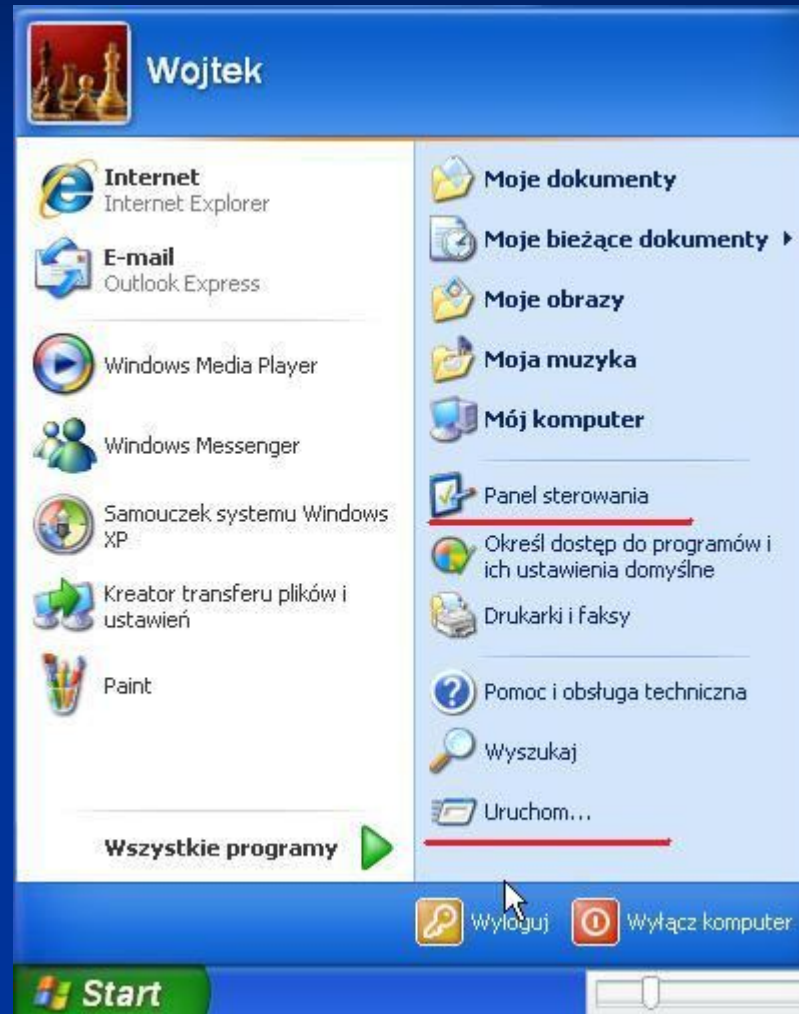 Wojtek
Internet
Internet Explorer
E-mail
Outlook Express
Windows Media Player
Windows Messenger
Samouczek systemu Windows
XP
Kreator transferu plików i
ustawień
Paint
Wszystkie programy
Moje dokumenty
Moje bieżące dokumenty
Moje obrazy
Moja muzyka
Mój komputer
Panel sterowania
Określ dostęp do programów i
ich ustawienia domyślne
Drukarki i faksy
Pomoc i obsługa techniczna
Wyszukaj
Uruchom...
Wyloguj
Wyłącz komputer
Start